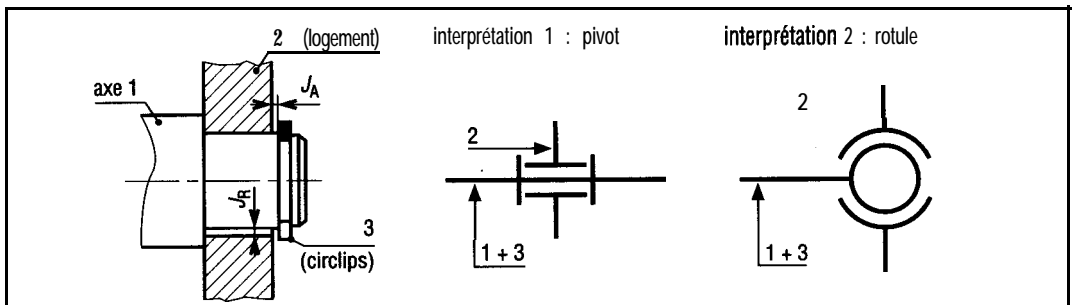 2 (logement)
axe 1
J_A
J_R
3
(circlips)
interprétation 1 : pivot
2
1 + 3
interprétation 2 : rotule
2
1 + 3